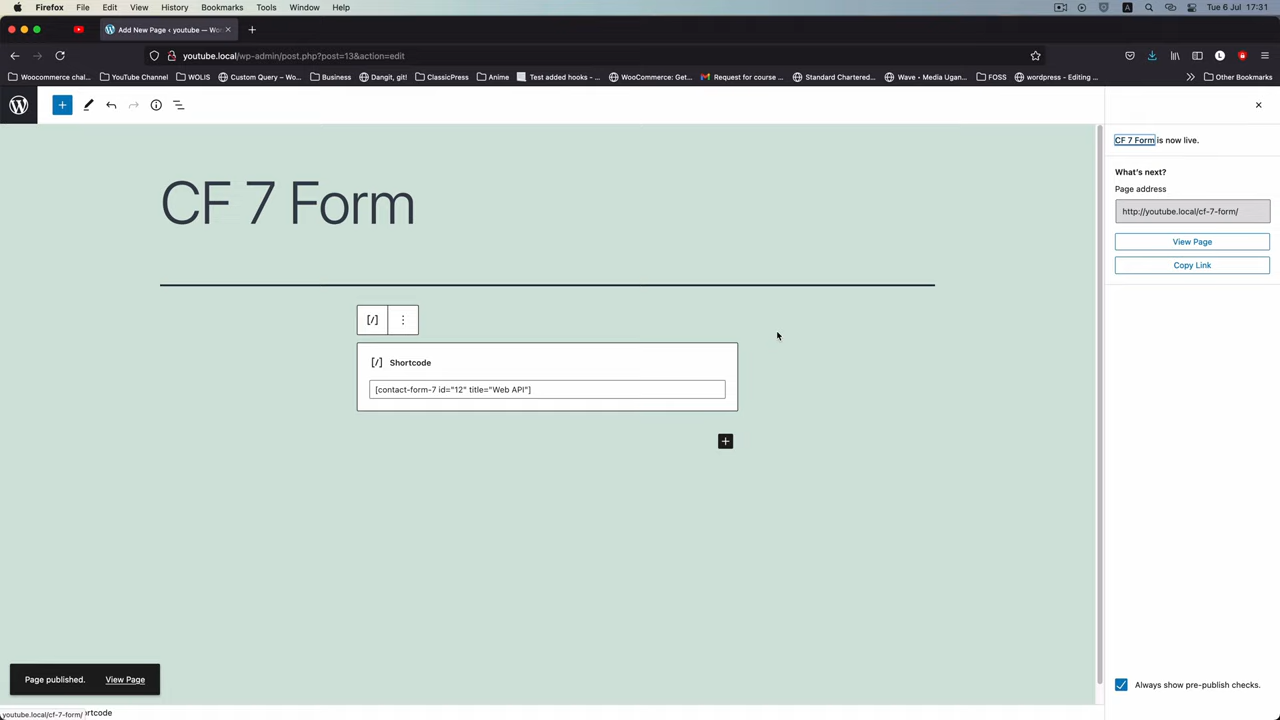 Firefox File Edit View History Bookmarks Tools Window Help
A
Tue 6 Jul 17:31
Add New Page ‹ youtube — Wo
youtube.local/wp-admin/post.php?post=13&action=edit
L
Woocommerce chal... YouTube Channel WOLIS Custom Query – Wo... Business Dangit, git! ClassicPress Anime Test added hooks - ... WooCommerce: Get... Request for course ... Standard Chartered... Wave • Media Ugan... FOSS wordpress - Editing ... Other Bookmarks
CF 7 Form
[/]
[/] Shortcode
[contact-form-7 id="12" title="Web API"]
CF 7 Form is now live.
What's next?
Page address
http://youtube.local/cf-7-form/
View Page
Copy Link
Always show pre-publish checks.
Page published. View Page
youtube.local/cf-7-form/ rtcode